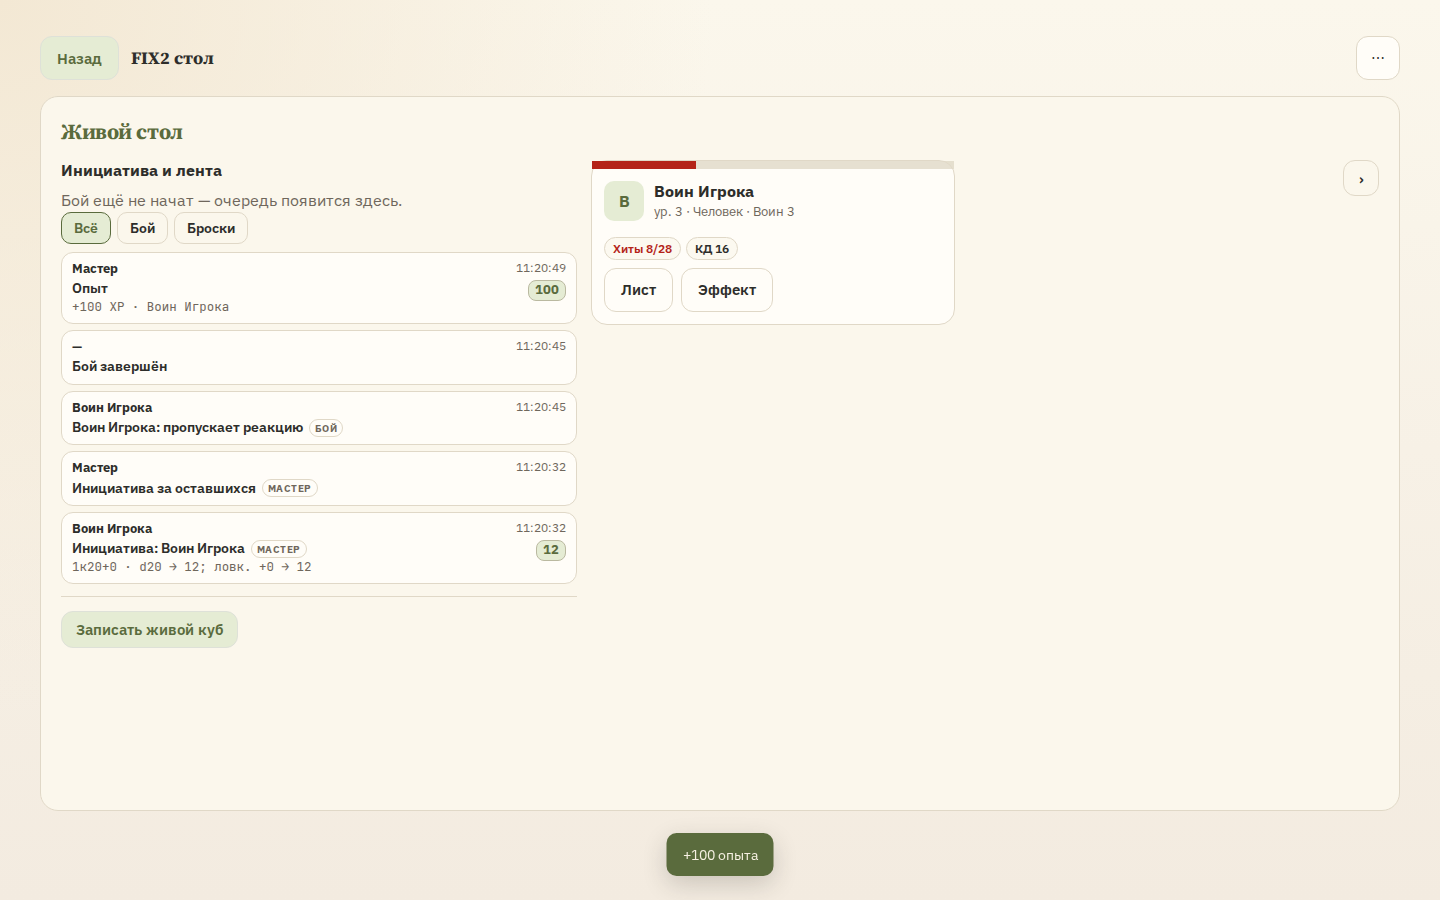 Назад
FIX2 стол
...
Живой стол
Инициатива и лента
Бой ещё не начат — очередь появится здесь.
Всё
Бой
Броски
Мастер 11:20:49
Опыт 100
+100 XP · Воин Игрока
— 11:20:45
Бой завершён
Воин Игрока 11:20:45
Воин Игрока: пропускает реакцию БОЙ
Мастер 11:20:32
Инициатива за оставшихся МАСТЕР
Воин Игрока 11:20:32
Инициатива: Воин Игрока МАСТЕР 12
1к20+0 · d20 → 12; ловк. +0 → 12
Записать живой куб
В
Воин Игрока
ур. 3 · Человек · Воин 3
Хиты 8/28
КД 16
Лист
Эффект
›
+100 опыта